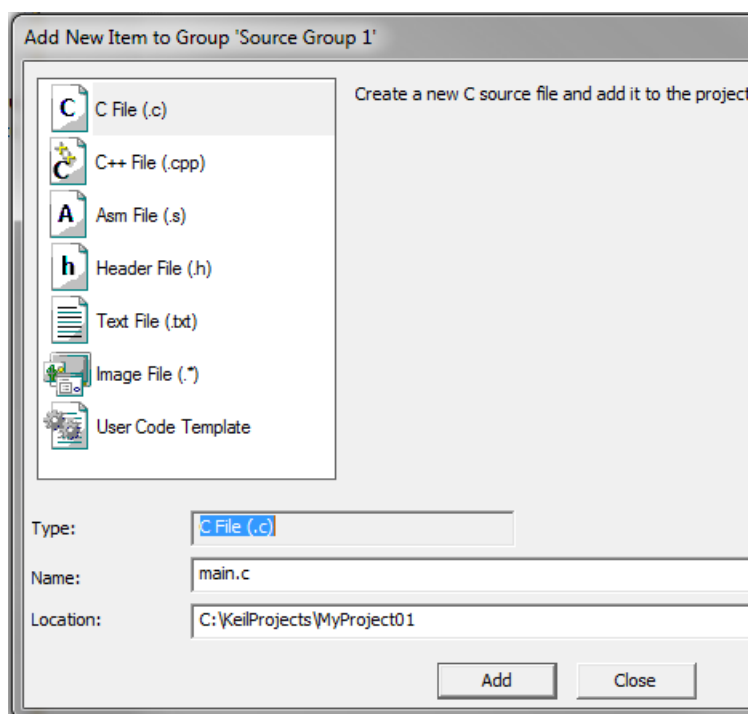 Add New Item to Group 'Source Group 1'
C File (.c)
Create a new C source file and add it to the project
C++ File (.cpp)
Asm File (.s)
Header File (.h)
Text File (.txt)
Image File (.*)
User Code Template
Type:
C File (.c)
Name:
main.c
Location:
C:\KeilProjects\MyProject01
Add
Close